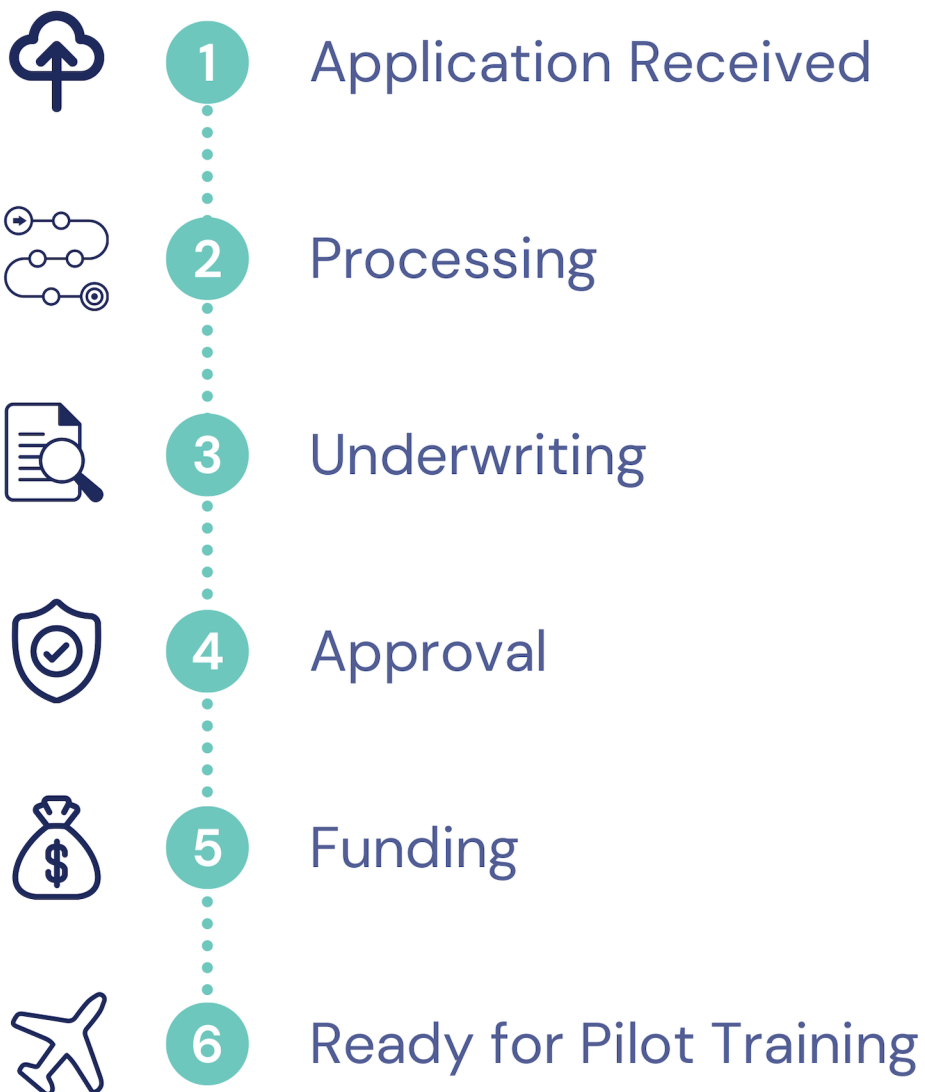 1 Application Received
2 Processing
3 Underwriting
4 Approval
$ 5 Funding
6 Ready for Pilot Training